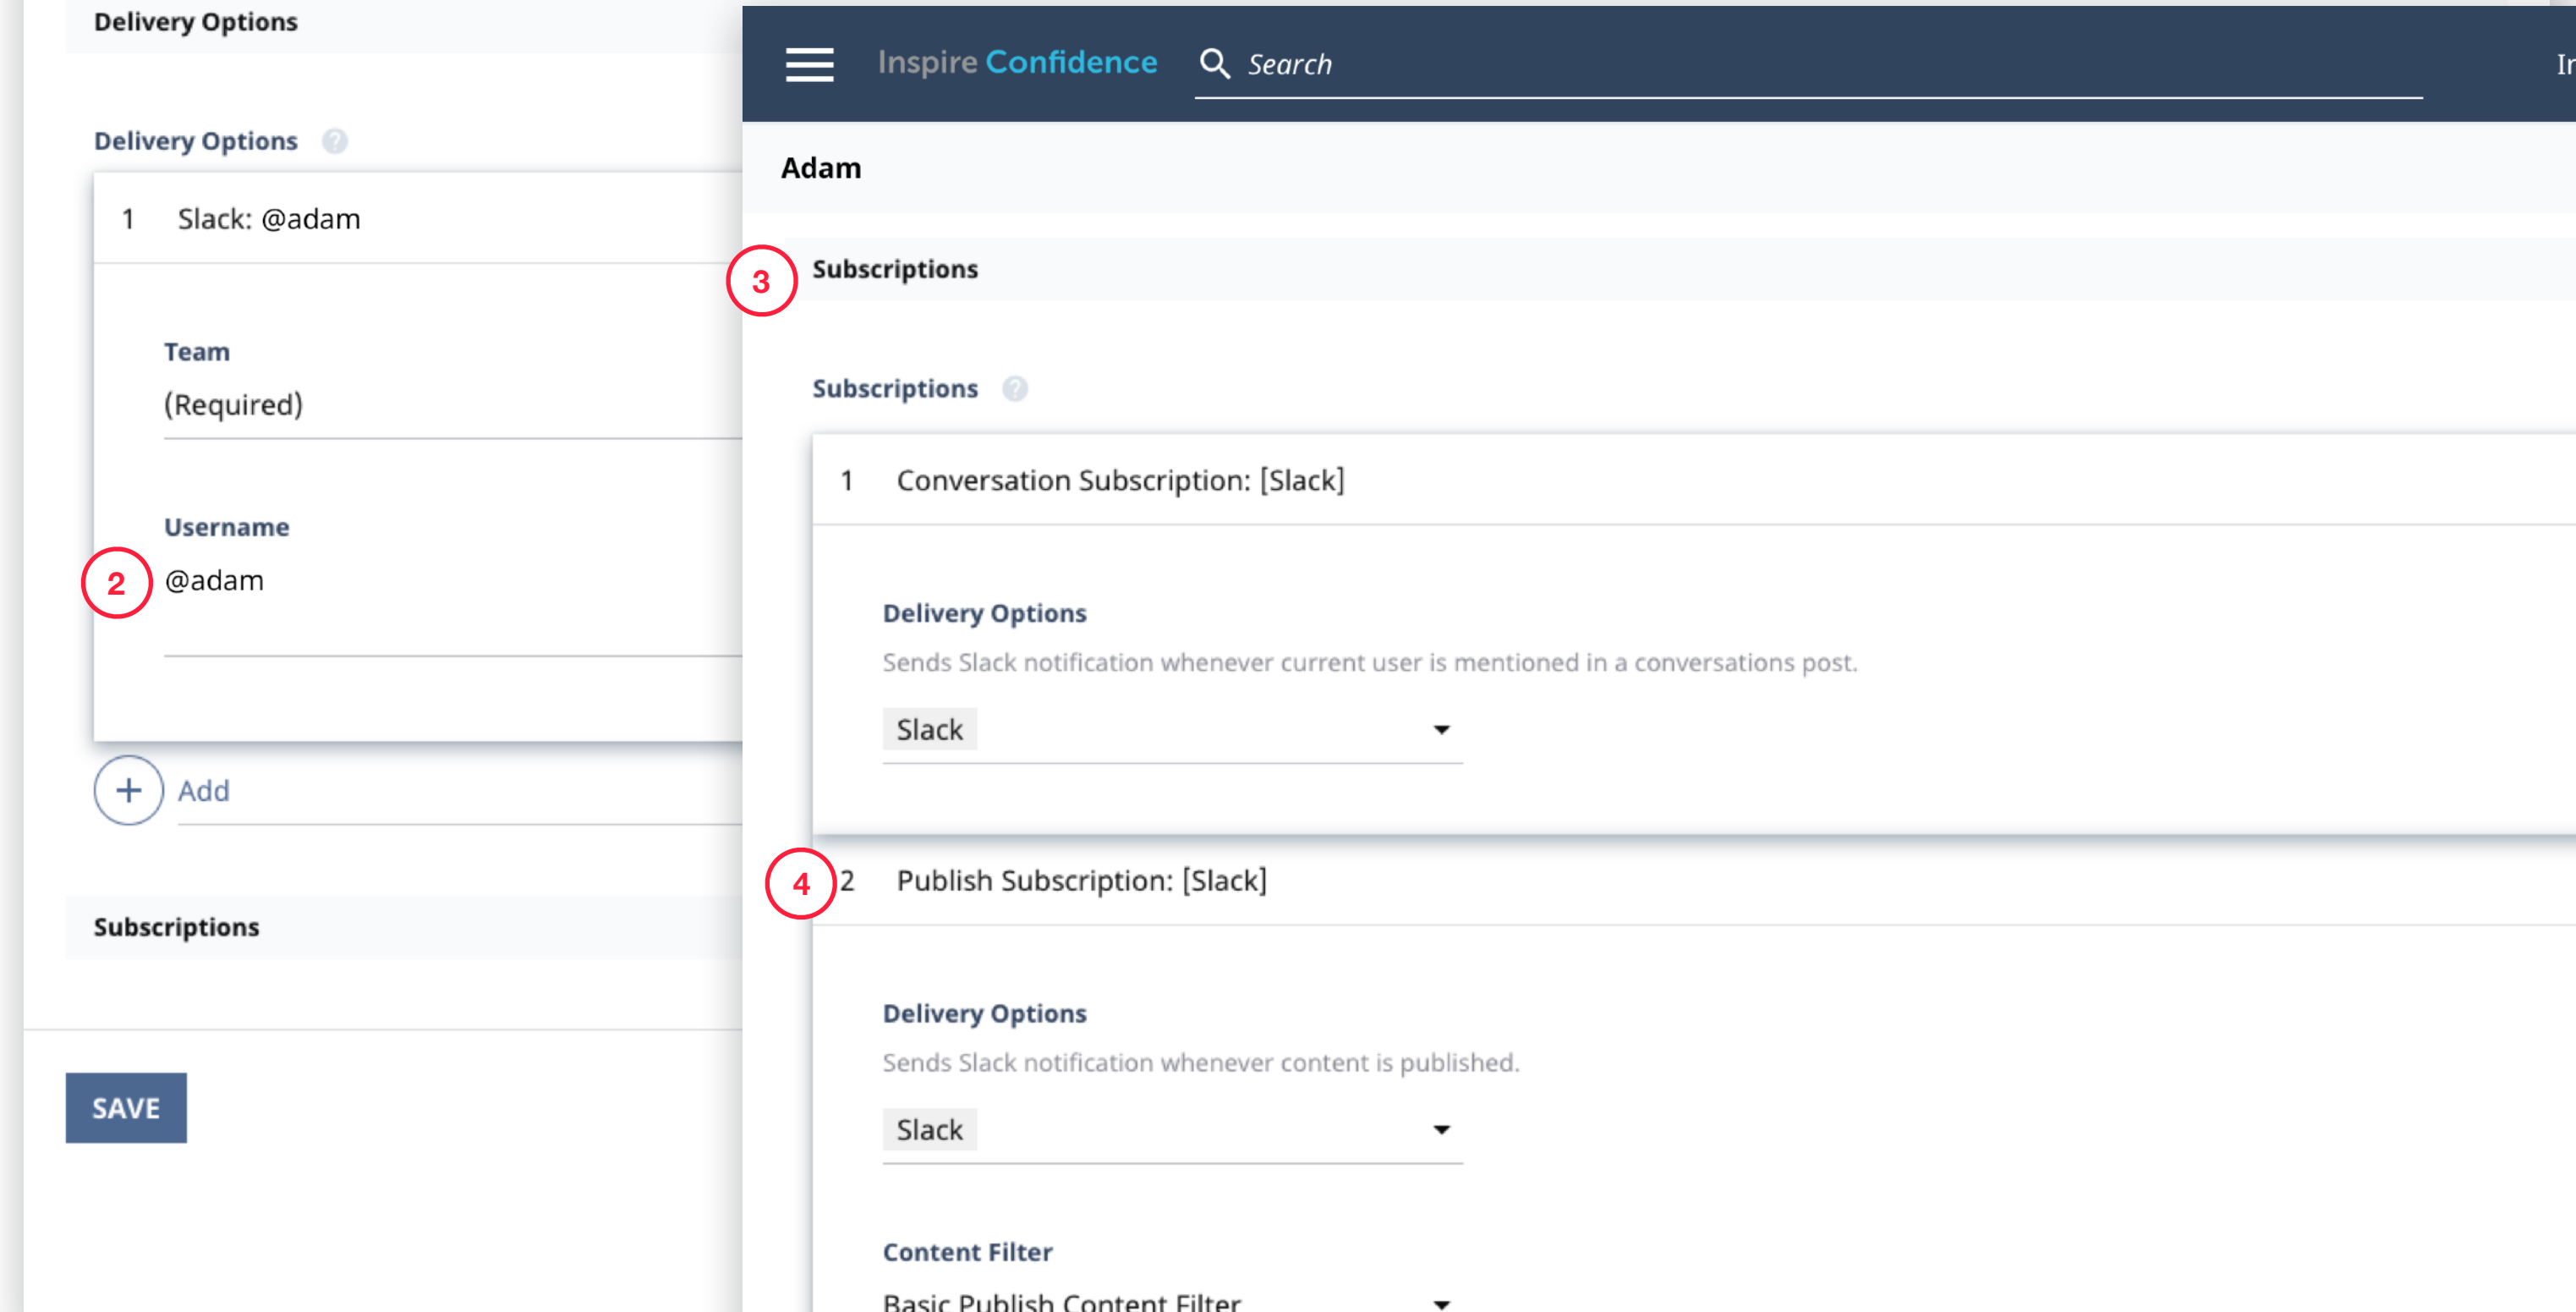 Delivery Options
Delivery Options ?
1 Slack: @adam
Team
(Required)
Username
2 @adam
+ Add
Subscriptions
SAVE
Inspire Confidence Search
Adam
3 Subscriptions
Subscriptions ?
1 Conversation Subscription: [Slack]
Delivery Options
Sends Slack notification whenever current user is mentioned in a conversations post.
Slack
4 2 Publish Subscription: [Slack]
Delivery Options
Sends Slack notification whenever content is published.
Slack
Content Filter
Basic Publish Content Filter